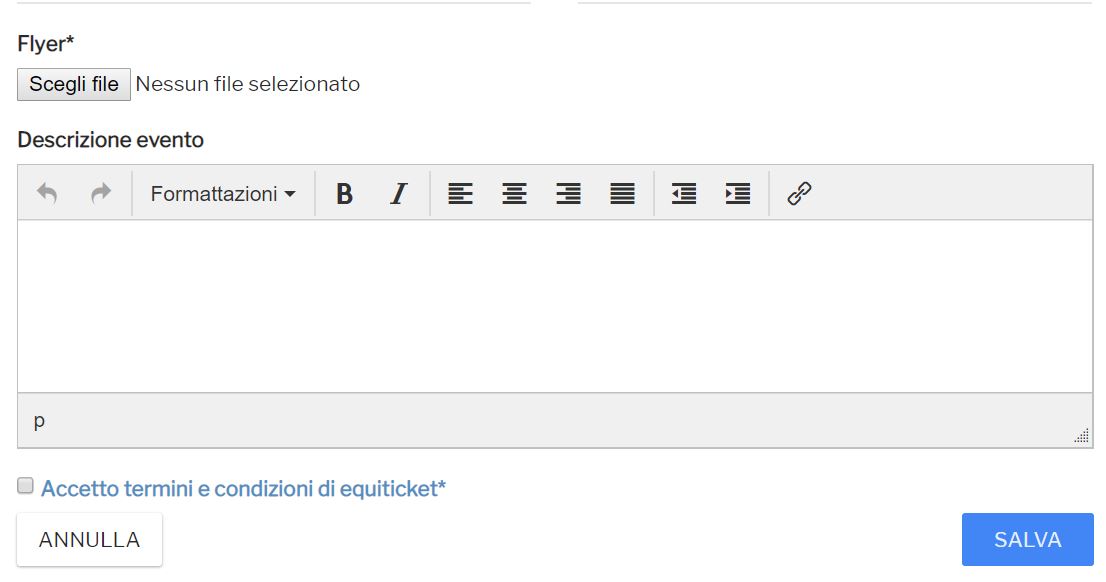 Flyer*
Scegli file Nessun file selezionato
Descrizione evento
Formattazioni B I
p
Accetto termini e condizioni di equiticket*
ANNULLA SALVA